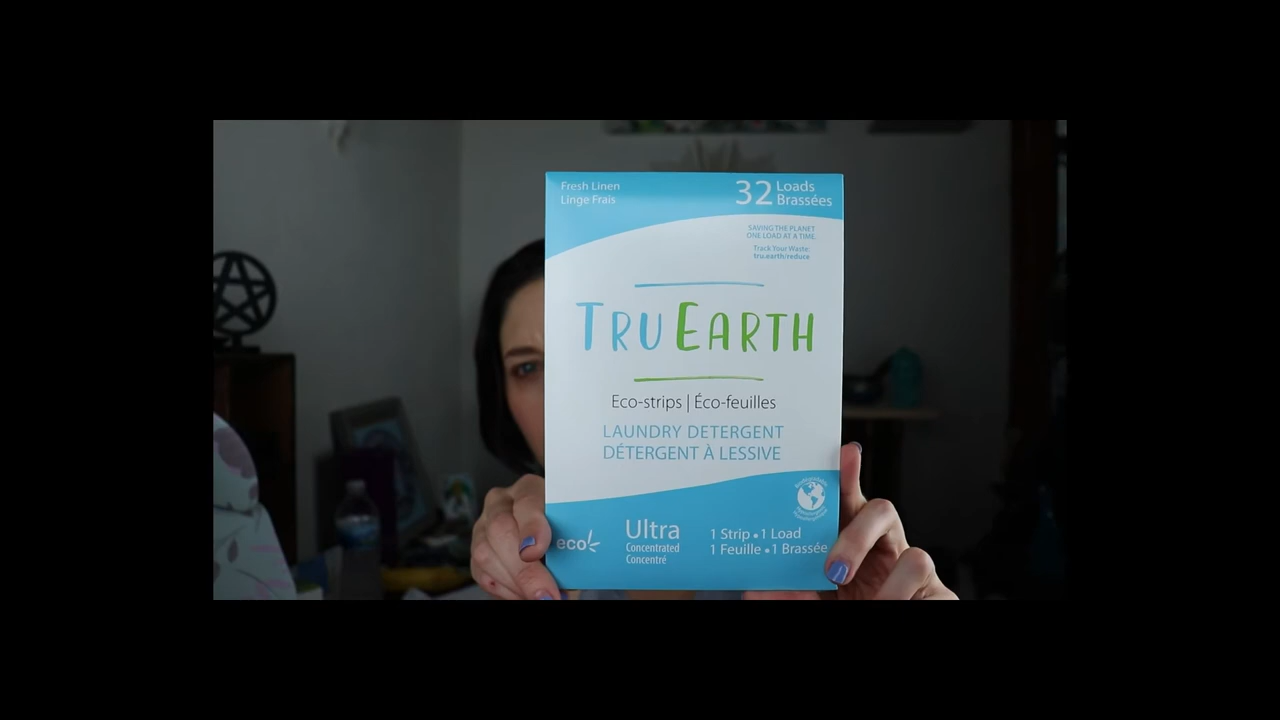 Fresh Linen
Linge Frais
32 Loads
Brassées
SAVING THE PLANET
ONE LOAD AT A TIME.
Track Your Waste:
tru.earth/reduce
TRU EARTH
Eco-strips | Éco-feuilles
LAUNDRY DETERGENT
DÉTERGENT À LESSIVE
eco
Ultra
Concentrated
Concentré
1 Strip • 1 Load
1 Feuille • 1 Brassée